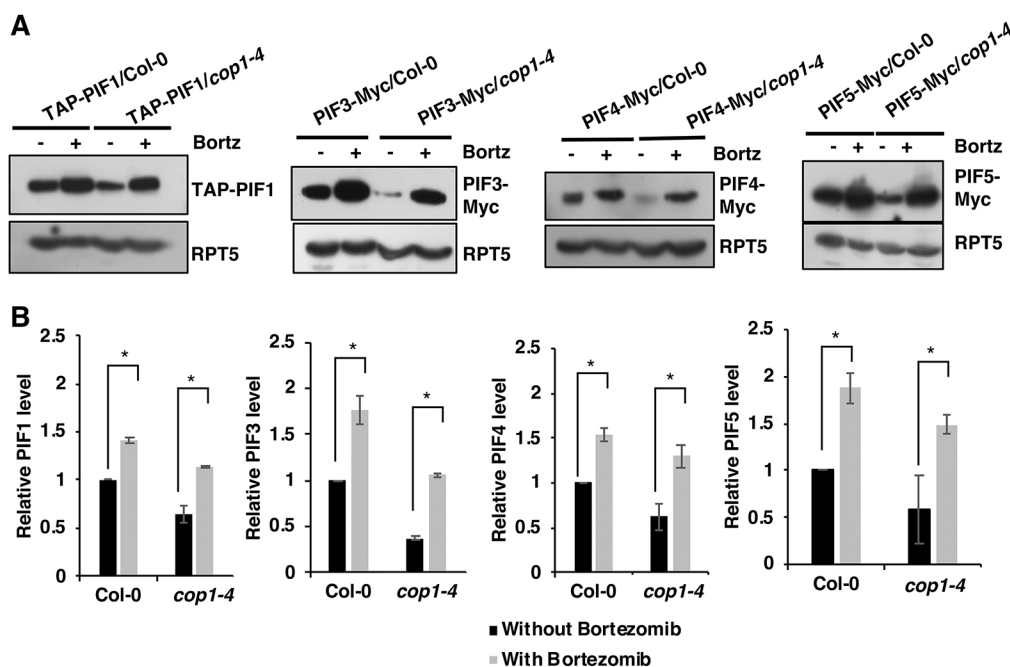 A
TAP-PIF1/Col-0
TAP-PIF1/cop1-4
- + - + Bortz
TAP-PIF1
RPT5
PIF3-Myc/Col-0
PIF3-Myc/cop1-4
- + - + Bortz
PIF3-
Myc
RPT5
PIF4-Myc/Col-0
PIF4-Myc/cop1-4
- + - + Bortz
PIF4-
Myc
RPT5
PIF5-Myc/Col-0
PIF5-Myc/cop1-4
- + - + Bortz
PIF5-
Myc
RPT5
B
Relative PIF1 level
2.5
2
1.5
1
0.5
0
* *
Col-0 cop1-4
Relative PIF3 level
2.5
2
1.5
1
0.5
0
* *
Col-0 cop1-4
Relative PIF4 level
2.5
2
1.5
1
0.5
0
* *
Col-0 cop1-4
Relative PIF5 level
2.5
2
1.5
1
0.5
0
* *
Col-0 cop1-4
Without Bortezomib
With Bortezomib